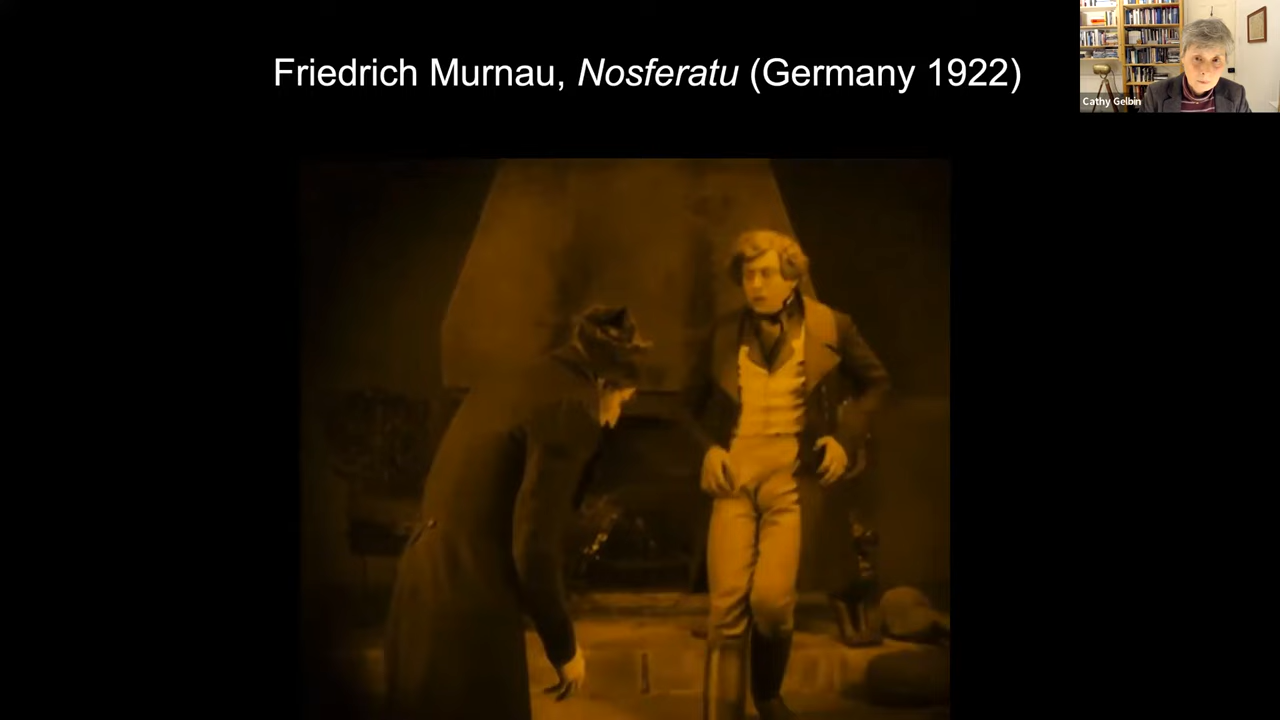 Friedrich Murnau, Nosferatu (Germany 1922)
Cathy Gelbin